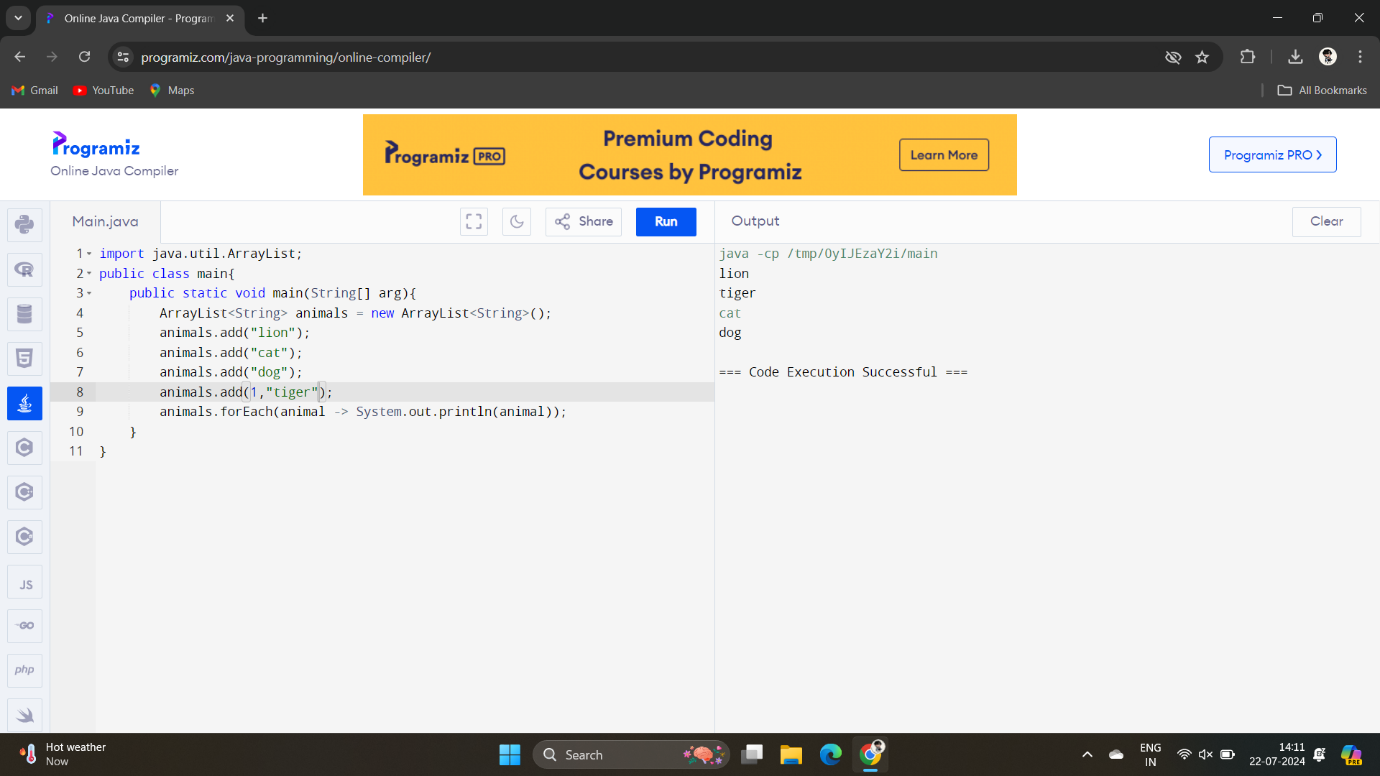 Online Java Compiler - Program
programiz.com/java-programming/online-compiler/
Gmail YouTube Maps All Bookmarks
Programiz
Online Java Compiler
Programiz PRO
Premium Coding
Courses by Programiz
Learn More
Programiz PRO >
Main.java
Share
Run
Output
Clear
1 import java.util.ArrayList;
2 public class main{
3 public static void main(String[] arg){
4 ArrayList<String> animals = new ArrayList<String>();
5 animals.add("lion");
6 animals.add("cat");
7 animals.add("dog");
8 animals.add(1,"tiger");
9 animals.forEach(animal -> System.out.println(animal));
10 }
11 }
java -cp /tmp/OyIJEzaY2i/main
lion
tiger
cat
dog
=== Code Execution Successful ===
JS
GO
php
Hot weather
Now
Search
ENG
IN
14:11
22-07-2024
PRE